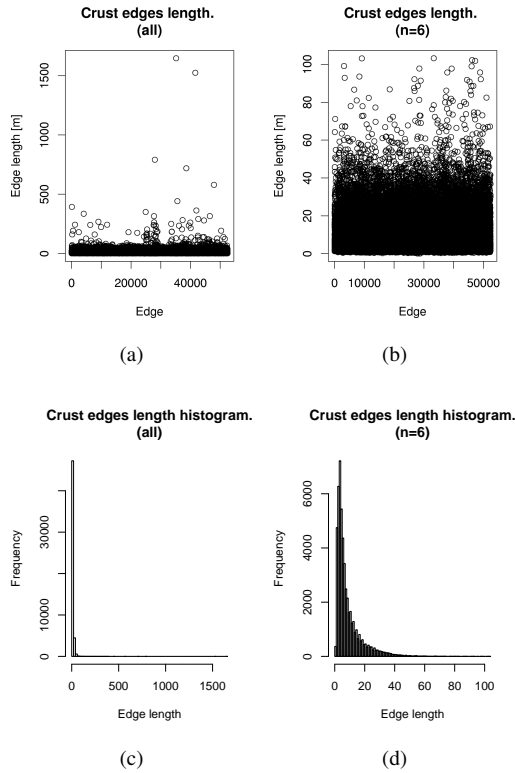 Crust edges length.
(all)
Edge length [m]
0 500 1000 1500
0 20000 40000
Edge
(a)
Crust edges length.
(n=6)
Edge length [m]
0 20 40 60 80 100
0 10000 30000 50000
Edge
(b)
Crust edges length histogram.
(all)
Frequency
0 10000 30000
0 500 1000 1500
Edge length
(c)
Crust edges length histogram.
(n=6)
Frequency
0 2000 4000 6000
0 20 40 60 80 100
Edge length
(d)